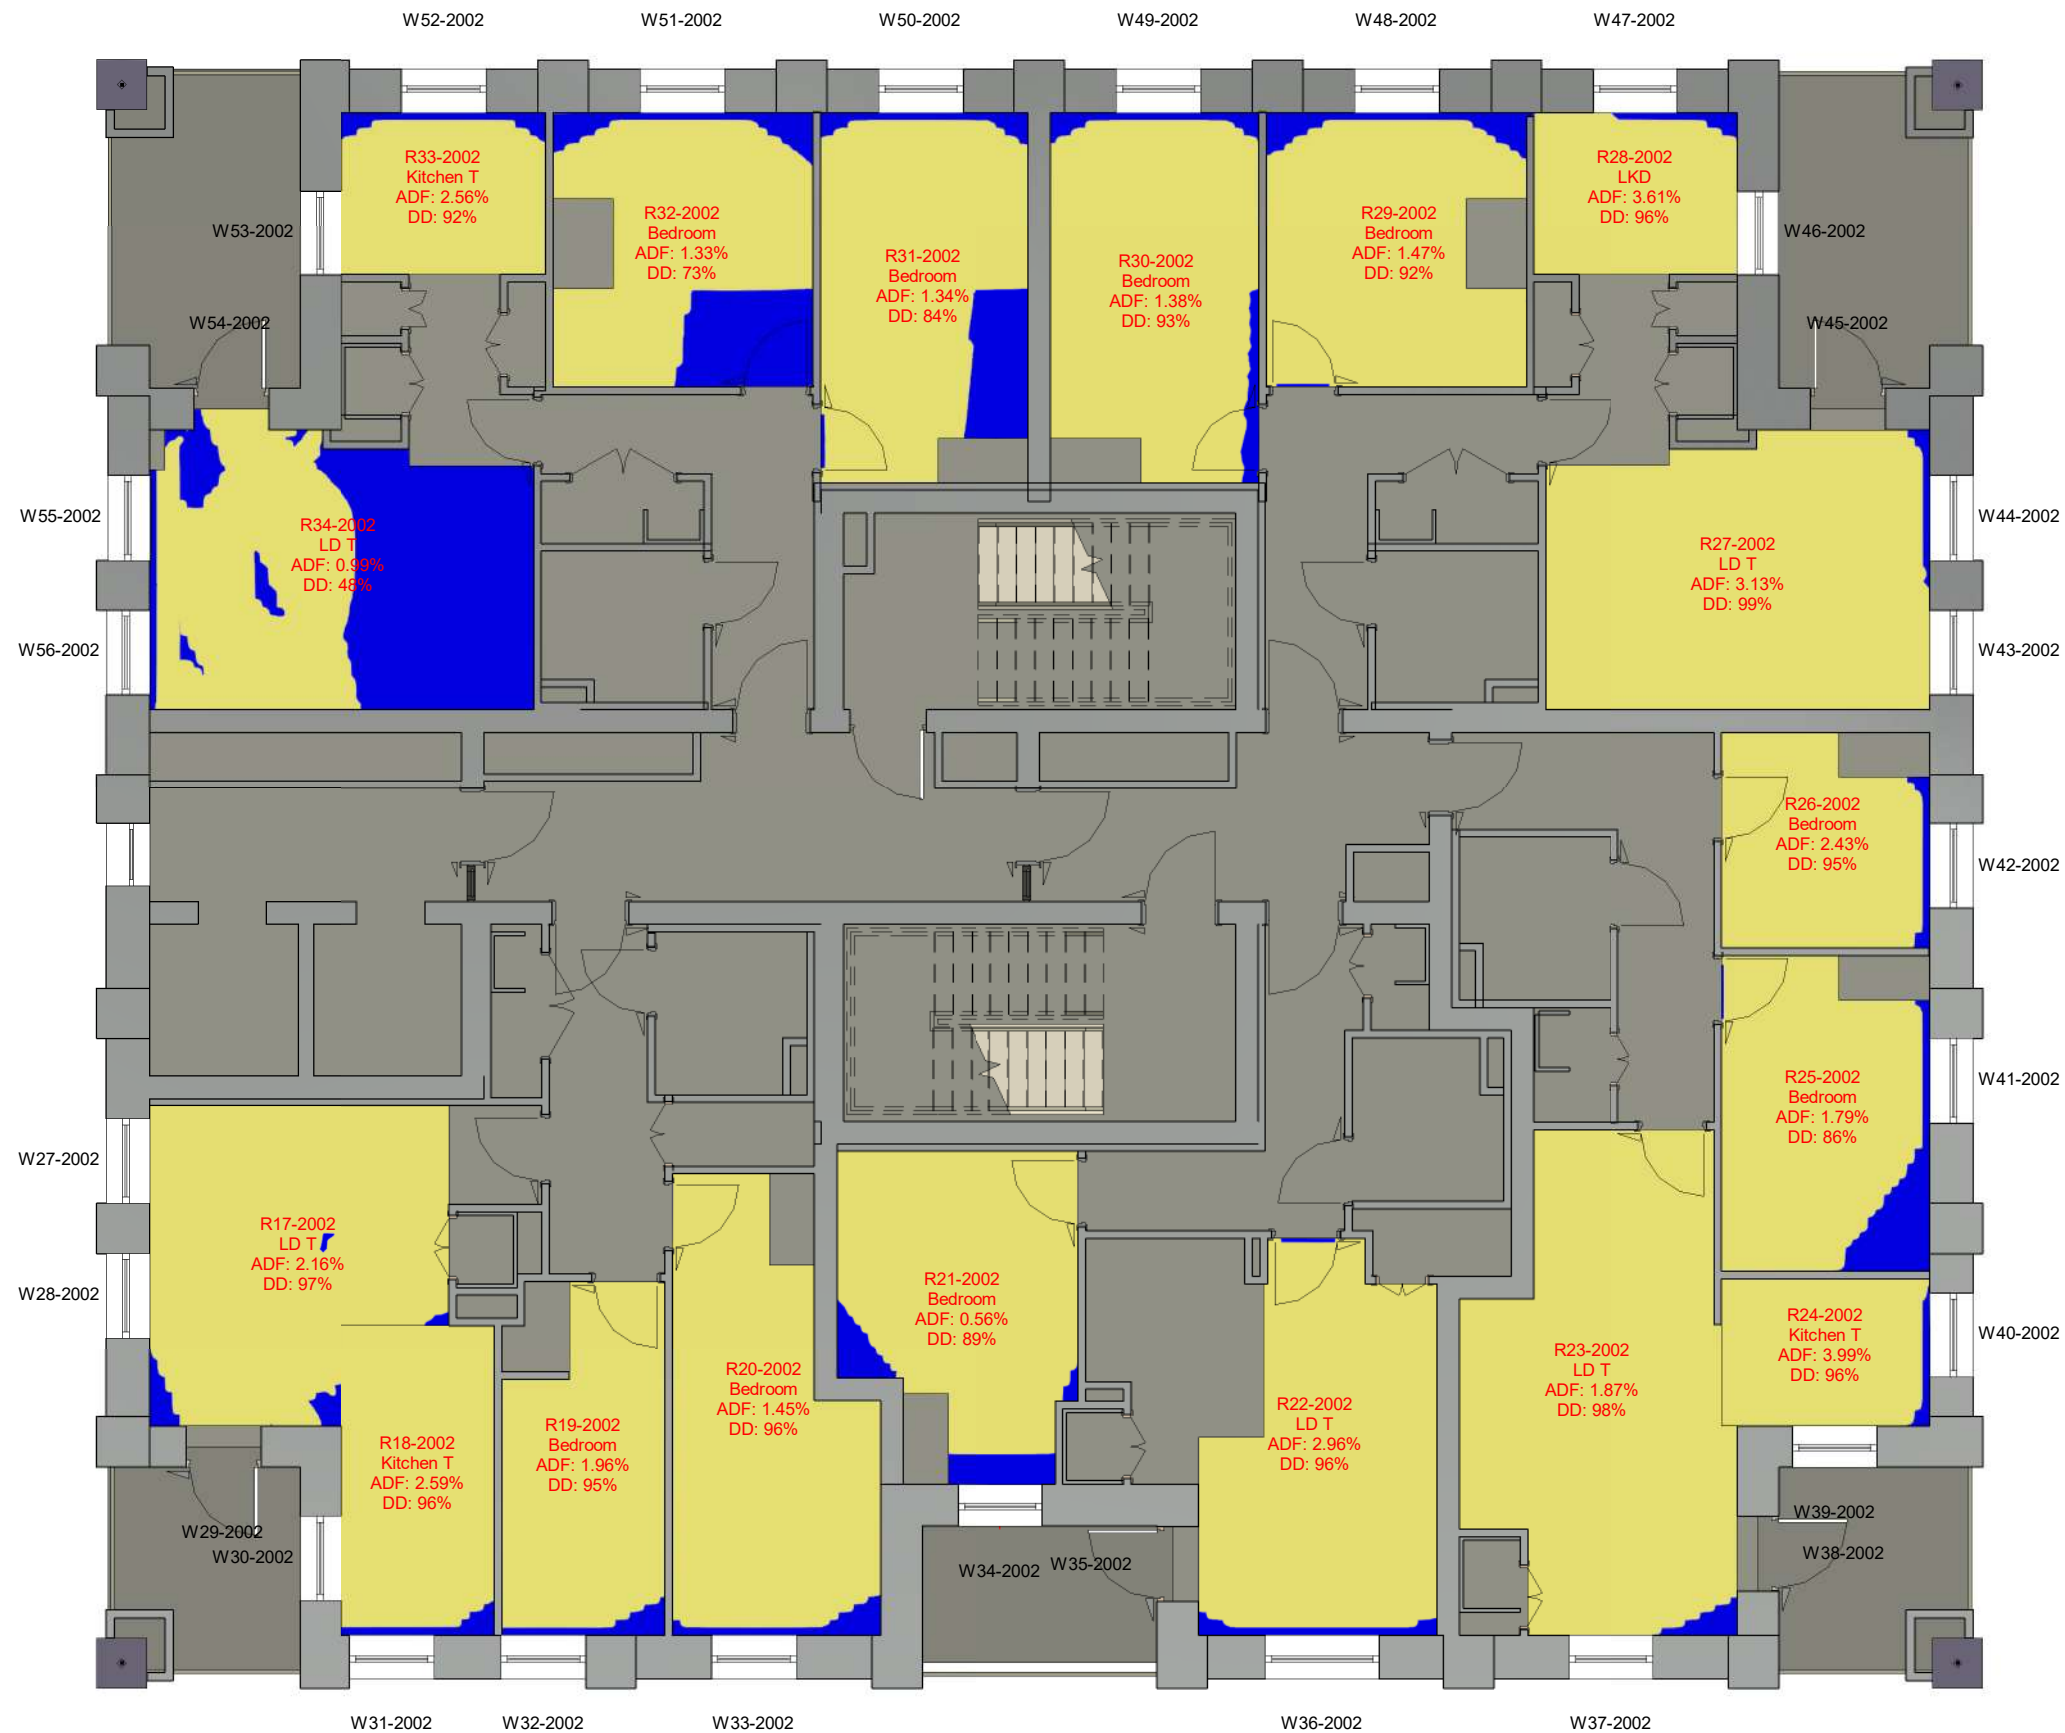 W52-2002
W51-2002
W50-2002
W49-2002
W48-2002
W47-2002
R33-2002
Kitchen T
ADF: 2.56%
DD: 92%
R32-2002
Bedroom
ADF: 1.33%
DD: 73%
R31-2002
Bedroom
ADF: 1.34%
DD: 84%
R30-2002
Bedroom
ADF: 1.38%
DD: 93%
R29-2002
Bedroom
ADF: 1.47%
DD: 92%
R28-2002
LKD
ADF: 3.61%
DD: 96%
W53-2002
W46-2002
W54-2002
W45-2002
W55-2002
R34-2002
LD T
ADF: 0.99%
DD: 48%
W56-2002
R27-2002
LD T
ADF: 3.13%
DD: 99%
W44-2002
W43-2002
R26-2002
Bedroom
ADF: 2.43%
DD: 95%
W42-2002
R25-2002
Bedroom
ADF: 1.79%
DD: 86%
W41-2002
W27-2002
R17-2002
LD T
ADF: 2.16%
DD: 97%
W28-2002
R21-2002
Bedroom
ADF: 0.56%
DD: 89%
R24-2002
Kitchen T
ADF: 3.99%
DD: 96%
W40-2002
R20-2002
Bedroom
ADF: 1.45%
DD: 96%
R23-2002
LD T
ADF: 1.87%
DD: 98%
R22-2002
LD T
ADF: 2.96%
DD: 96%
R19-2002
Bedroom
ADF: 1.96%
DD: 95%
R18-2002
Kitchen T
ADF: 2.59%
DD: 96%
W29-2002
W30-2002
W34-2002
W35-2002
W39-2002
W38-2002
W31-2002
W32-2002
W33-2002
W36-2002
W37-2002